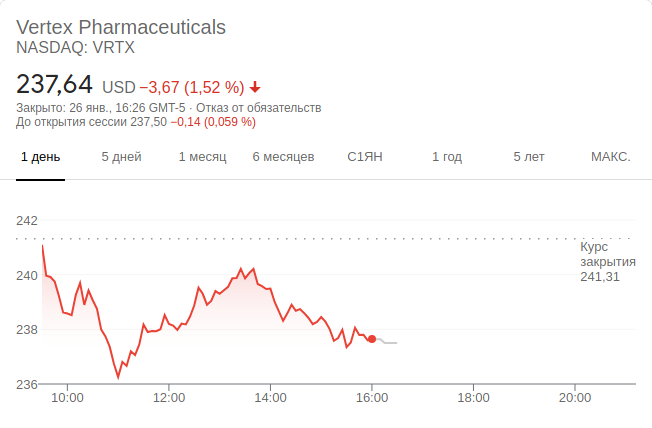 Vertex Pharmaceuticals
NASDAQ: VRTX
237,64 USD −3,67 (1,52 %)
Закрыто: 26 янв., 16:26 GMT-5 · Отказ от обязательств
До открытия сессии 237,50 −0,14 (0,059 %)
1 день 5 дней 1 месяц 6 месяцев С1ЯН 1 год 5 лет МАКС.
242
Курс
закрытия
241,31
240
238
236
10:00 12:00 14:00 16:00 18:00 20:00